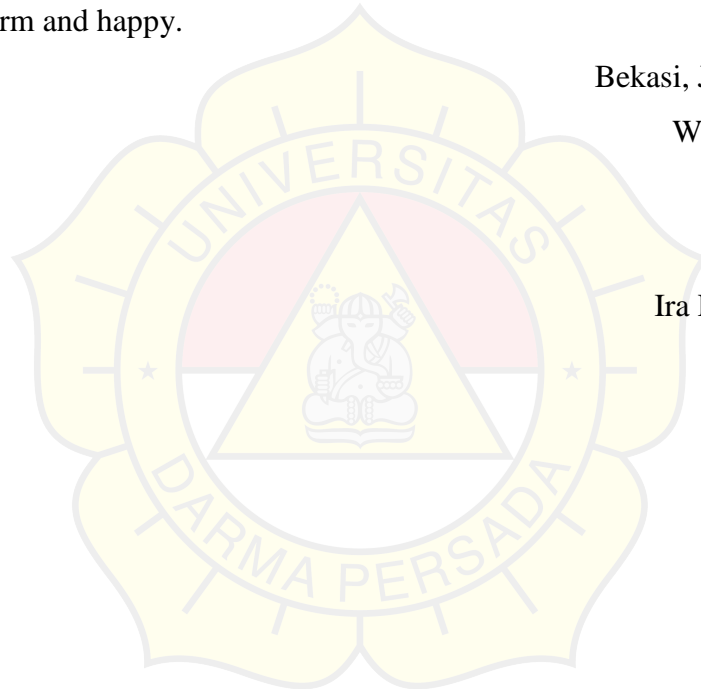 rm and happy.
Bekasi, J
W
Ira
UNIVERSITAS
DARMA PERSADA